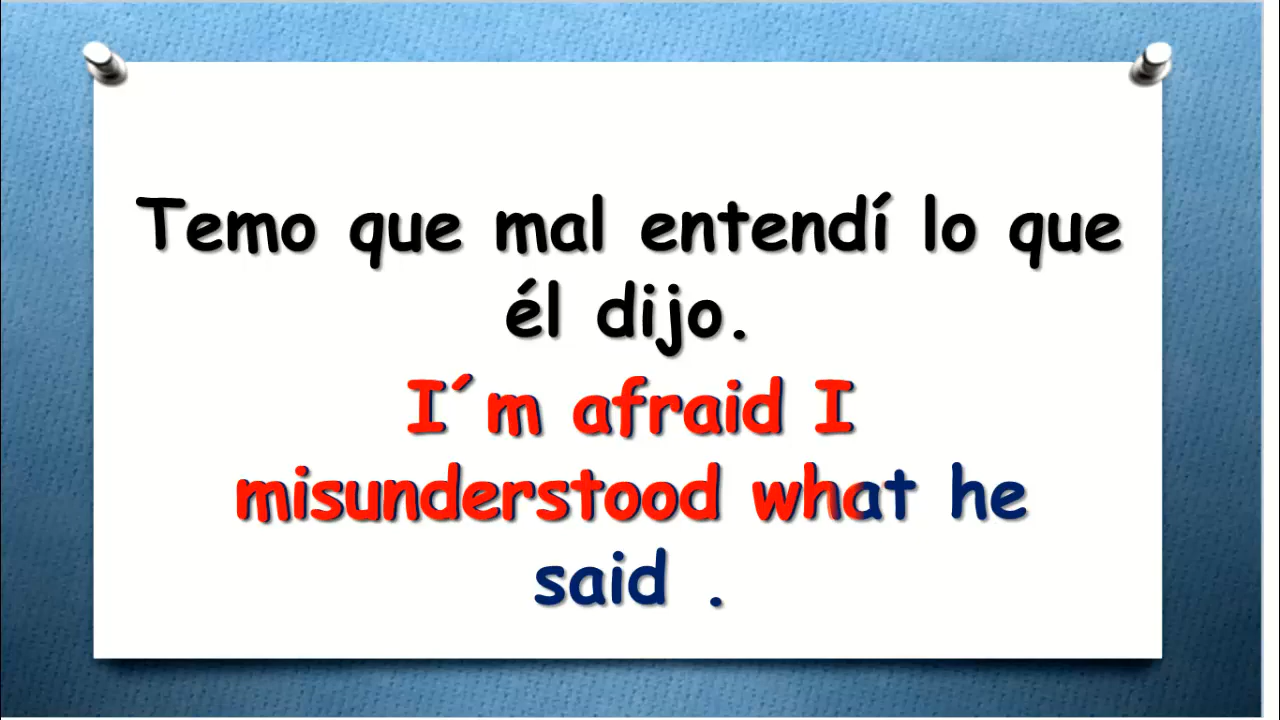 Temo que mal entendí lo que
él dijo.
I´m afraid I
misunderstood what he
said .